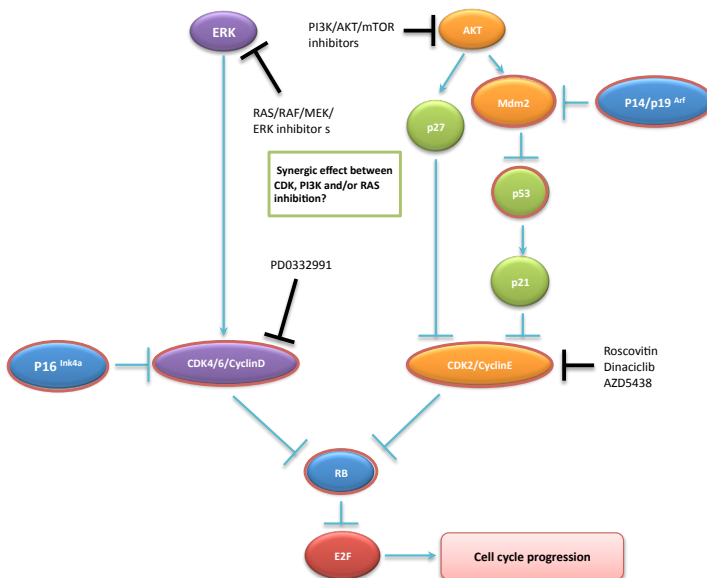 ERK
PI3K/AKT/mTOR
inhibitors
AKT
RAS/RAF/MEK/
ERK inhibitor s
Mdm2
P14/p19 Arf
p27
Synergic effect between
CDK, PI3K and/or RAS
inhibition?
p53
PD0332991
p21
P16 Ink4a
CDK4/6/CyclinD
CDK2/CyclinE
Roscovitin
Dinaciclib
AZD5438
RB
E2F
Cell cycle progression